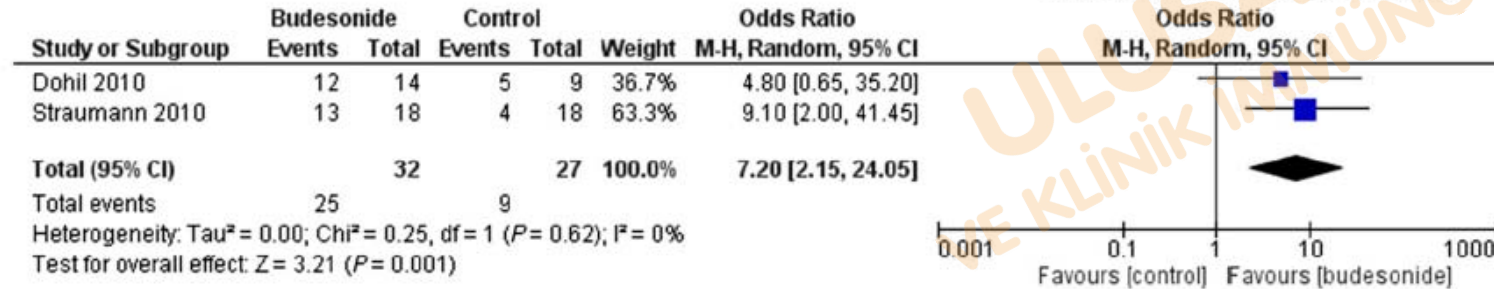 Budesonide Control Odds Ratio Odds Ratio
Study or Subgroup Events Total Events Total Weight M-H, Random, 95% CI M-H, Random, 95% CI
Dohil 2010 12 14 5 9 36.7% 4.80 [0.65, 35.20]
Straumann 2010 13 18 4 18 63.3% 9.10 [2.00, 41.45]
Total (95% CI) 32 27 100.0% 7.20 [2.15, 24.05]
Total events 25 9
Heterogeneity: Tau² = 0.00; Chi² = 0.25, df = 1 (P = 0.62); I² = 0%
Test for overall effect: Z = 3.21 (P = 0.001)
0.001 0.1 1 10 1000
Favours [control] Favours [budesonide]
ULUSA
VE KLİNİK İMMÜNO